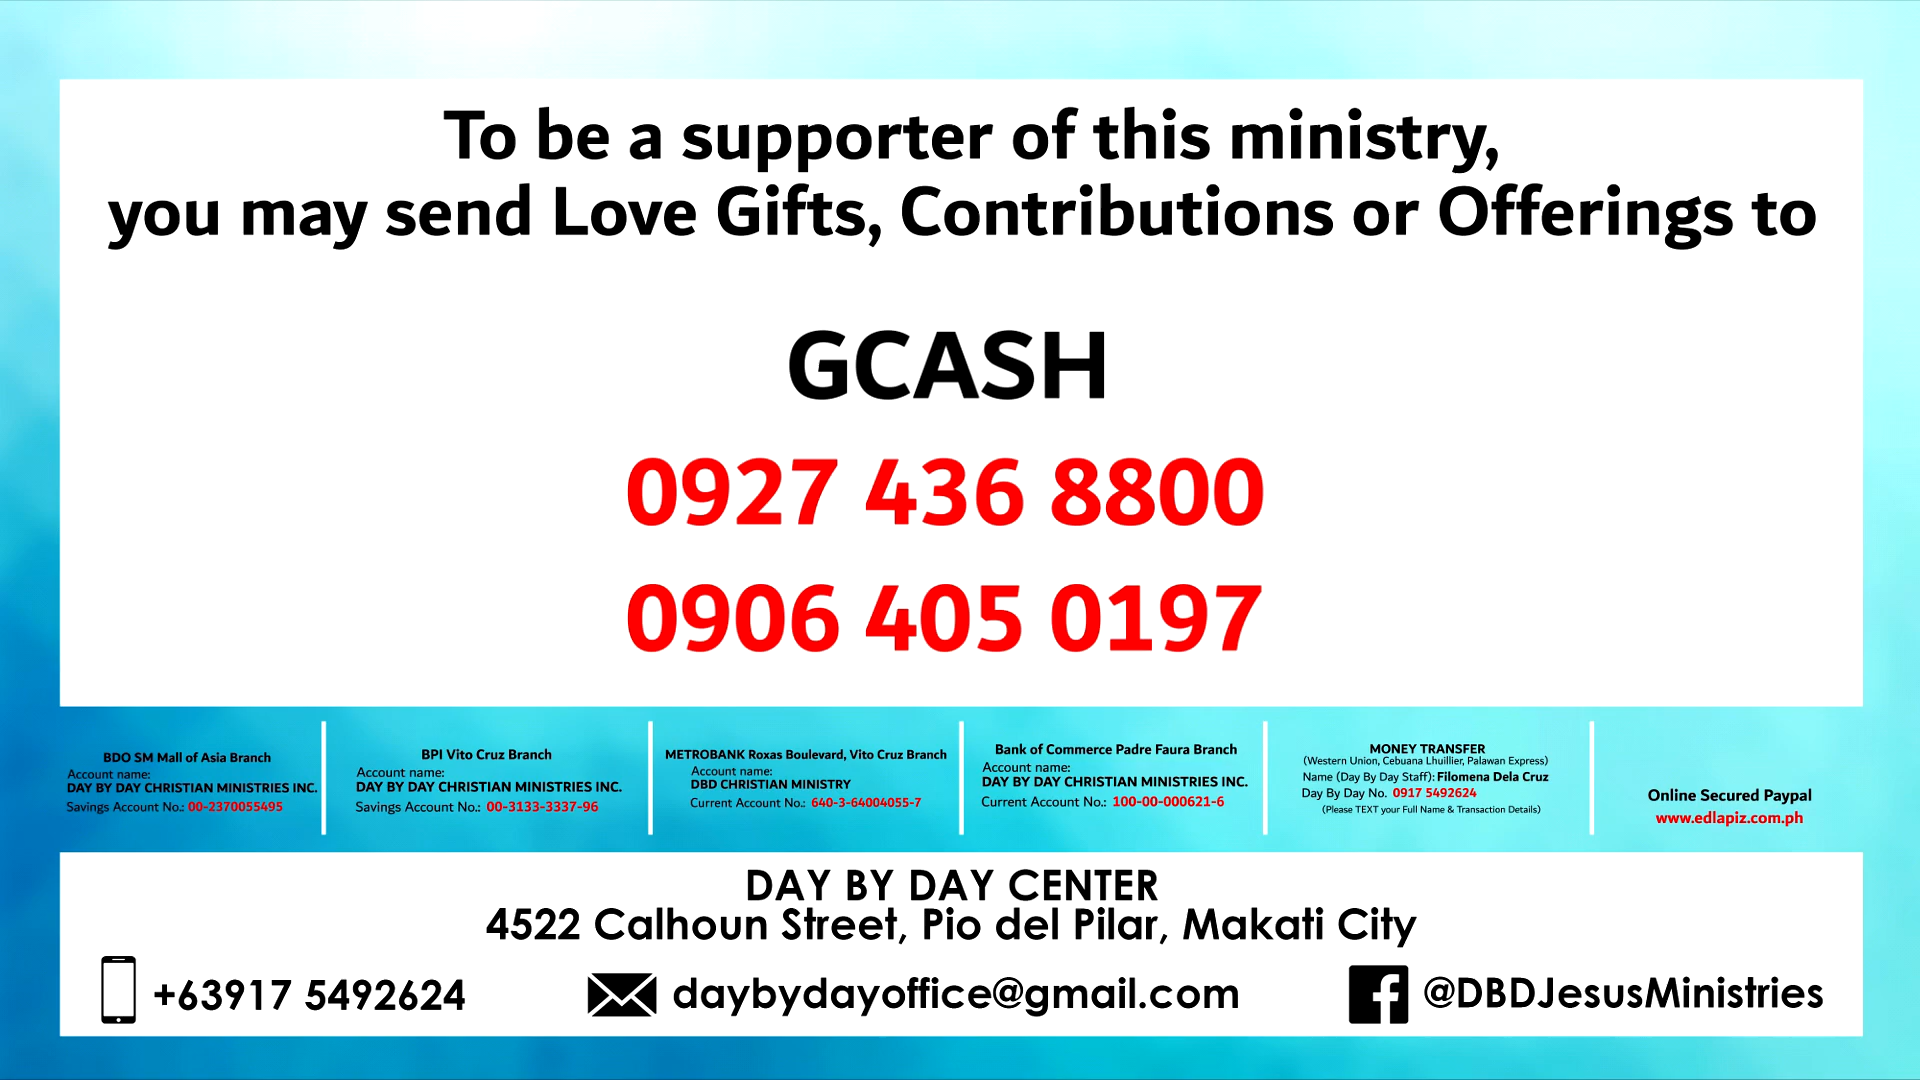 To be a supporter of this ministry,
you may send Love Gifts, Contributions or Offerings to
GCASH
0927 436 8800
0906 405 0197
BDO SM Mall of Asia Branch
Account name:
DAY BY DAY CHRISTIAN MINISTRIES INC.
Savings Account No.: 00-2370055495
BPI Vito Cruz Branch
Account name:
DAY BY DAY CHRISTIAN MINISTRIES INC.
Savings Account No.: 00-3133-3337-96
METROBANK Roxas Boulevard, Vito Cruz Branch
Account name:
DBD CHRISTIAN MINISTRY
Current Account No.: 640-3-64004055-7
Bank of Commerce Padre Faura Branch
Account name:
DAY BY DAY CHRISTIAN MINISTRIES INC.
Current Account No.: 100-00-000621-6
MONEY TRANSFER
(Western Union, Cebuana Lhuillier, Palawan Express)
Name (Day By Day Staff): Filomena Dela Cruz
Day By Day No. 0917 5492624
(Please TEXT your Full Name & Transaction Details)
Online Secured Paypal
www.edlapiz.com.ph
DAY BY DAY CENTER
4522 Calhoun Street, Pio del Pilar, Makati City
+63917 5492624
daybydayoffice@gmail.com
@DBDJesusMinistries